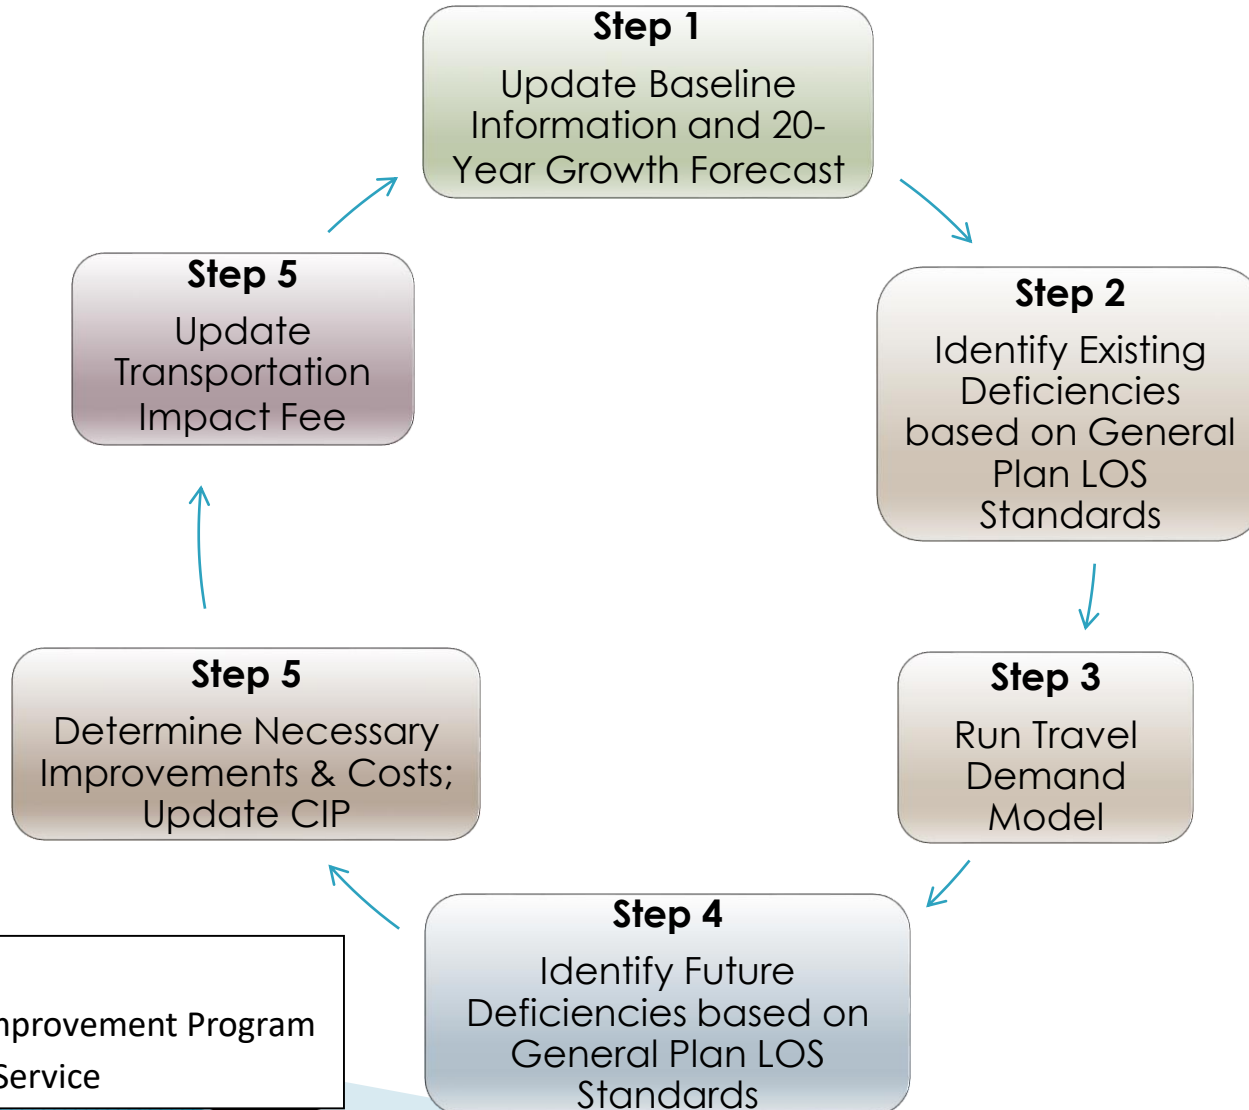 Step 1
Update Baseline
Information and 20-
Year Growth Forecast
Step 2
Identify Existing
Deficiencies
based on General
Plan LOS
Standards
Step 3
Run Travel
Demand
Model
Step 4
Identify Future
Deficiencies based on
General Plan LOS
Standards
Step 5
Determine Necessary
Improvements & Costs;
Update CIP
Step 5
Update
Transportation
Impact Fee
mprovement Program
Service